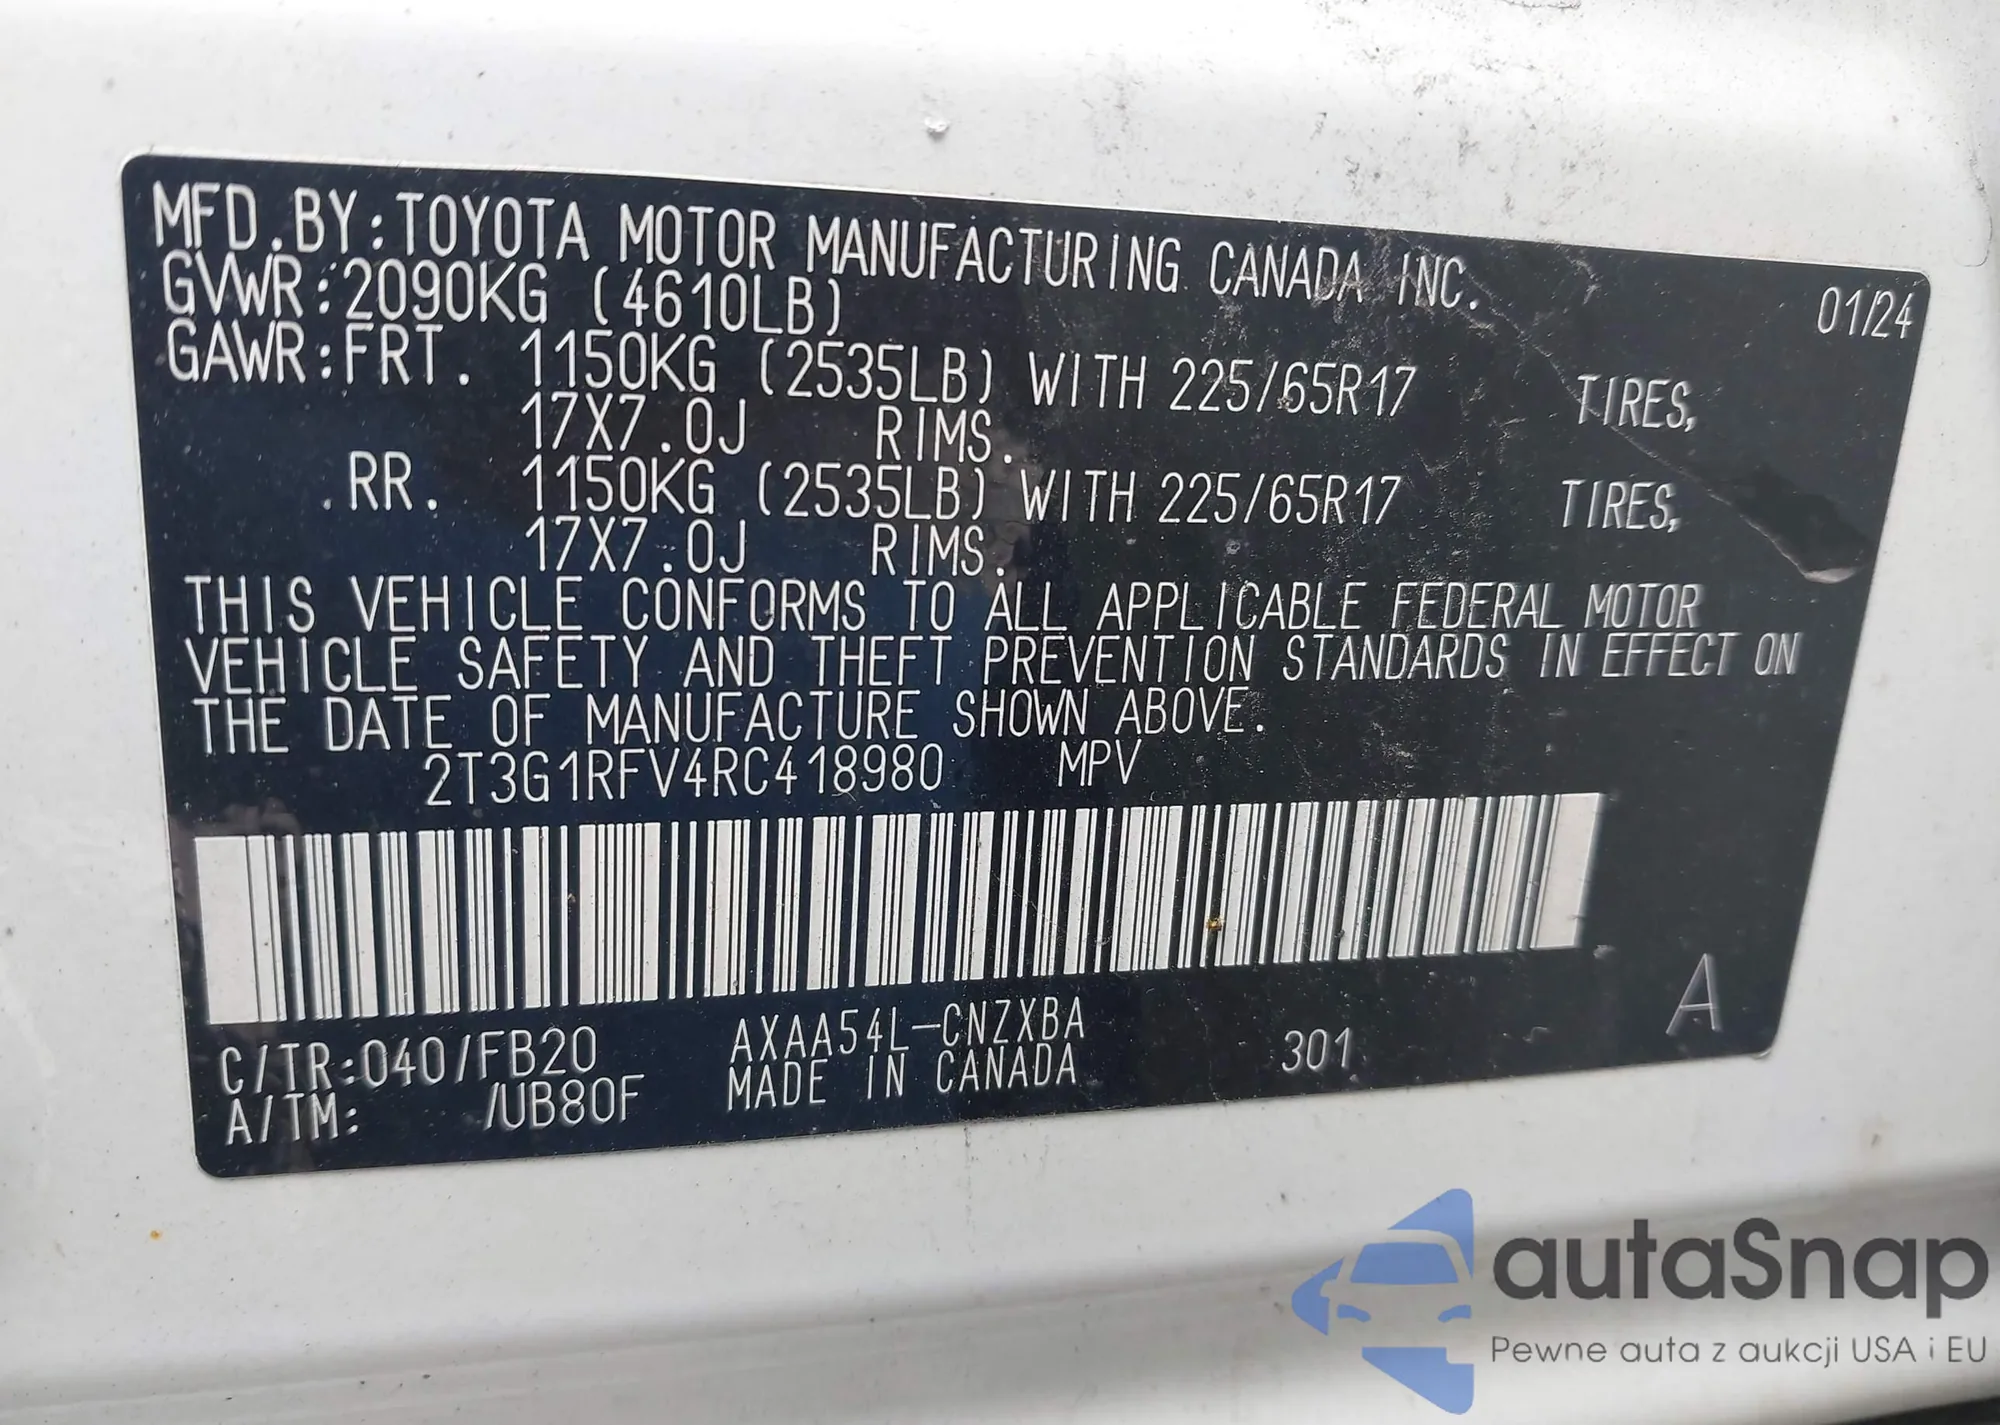 MFD.BY:TOYOTA MOTOR MANUFACTURING CANADA INC.
01/24
GVWR:2090KG (4610LB)
GAWR:FRT. 1150KG (2535LB) WITH 225/65R17 TIRES,
17X7.0J RIMS.
.RR. 1150KG (2535LB) WITH 225/65R17 TIRES,
17X7.0J RIMS.
THIS VEHICLE CONFORMS TO ALL APPLICABLE FEDERAL MOTOR
VEHICLE SAFETY AND THEFT PREVENTION STANDARDS IN EFFECT ON
THE DATE OF MANUFACTURE SHOWN ABOVE.
2T3G1RFV4RC418980 MPV
A
C/TR:040/FB20 AXAA54L-CNZXBA 301
A/TM: /UB80F MADE IN CANADA
autaSnap
Pewne auta z aukcji USA i EU